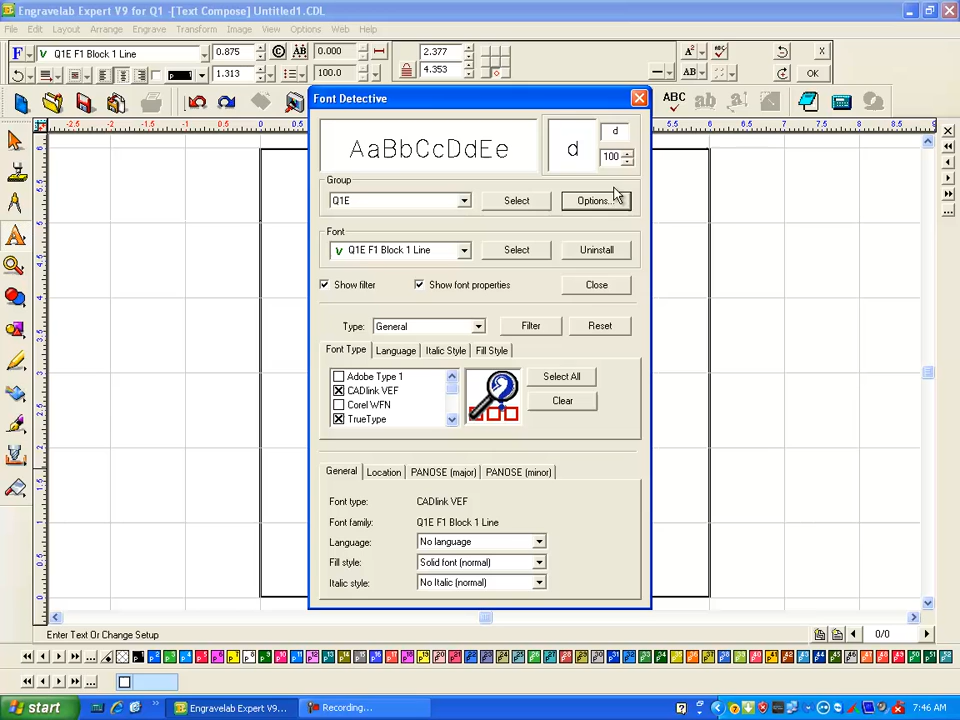 Engravelab Expert V9 for Q1 -[Text Compose] Untitled1.CDL
File Edit Layout Arrange Engrave Transform Image View Options Web Help
Q1E F1 Block 1 Line 0.875 0.000 2.377 X
1.313 100.0 4.353 AB OK
Font Detective
ABC
AaBbCcDdEe
d
d
100
Group
Q1E
Select
Options...
Font
Q1E F1 Block 1 Line
Select
Uninstall
Show filter
Show font properties
Close
Type: General
Filter
Reset
Font Type Language Italic Style Fill Style
Adobe Type 1
CADlink VEF
Corel WFN
TrueType
Select All
Clear
General Location PANOSE (major) PANOSE (minor)
Font type: CADlink VEF
Font family: Q1E F1 Block 1 Line
Language: No language
Fill style: Solid font (normal)
Italic style: No Italic (normal)
Enter Text Or Change Setup
0/0
start
Engravelab Expert V9...
Recording...
7:46 AM